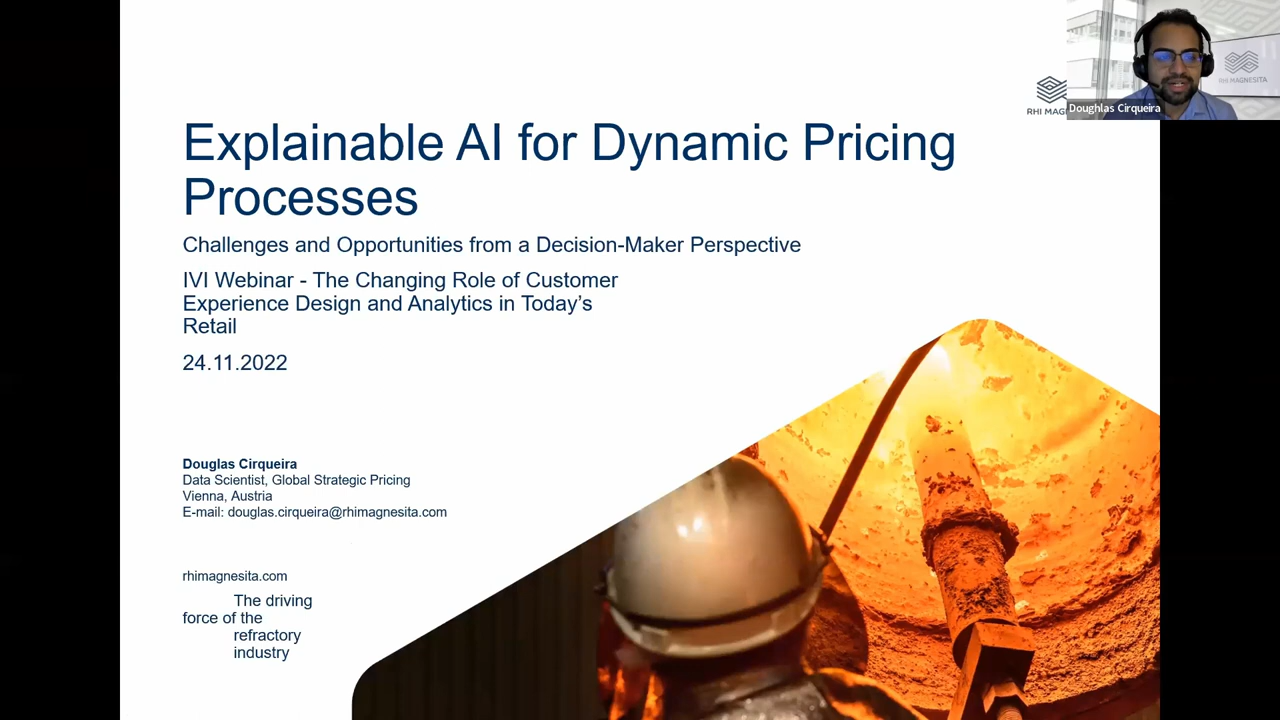 Explainable AI for Dynamic Pricing
Processes
Challenges and Opportunities from a Decision-Maker Perspective
IVI Webinar - The Changing Role of Customer
Experience Design and Analytics in Today’s
Retail
24.11.2022
Douglas Cirqueira
Data Scientist, Global Strategic Pricing
Vienna, Austria
E-mail: douglas.cirqueira@rhimagnesita.com
rhimagnesita.com
The driving
force of the
refractory
industry
RHI MAG
RHI MAGNESITA
Doughlas Cirqueira